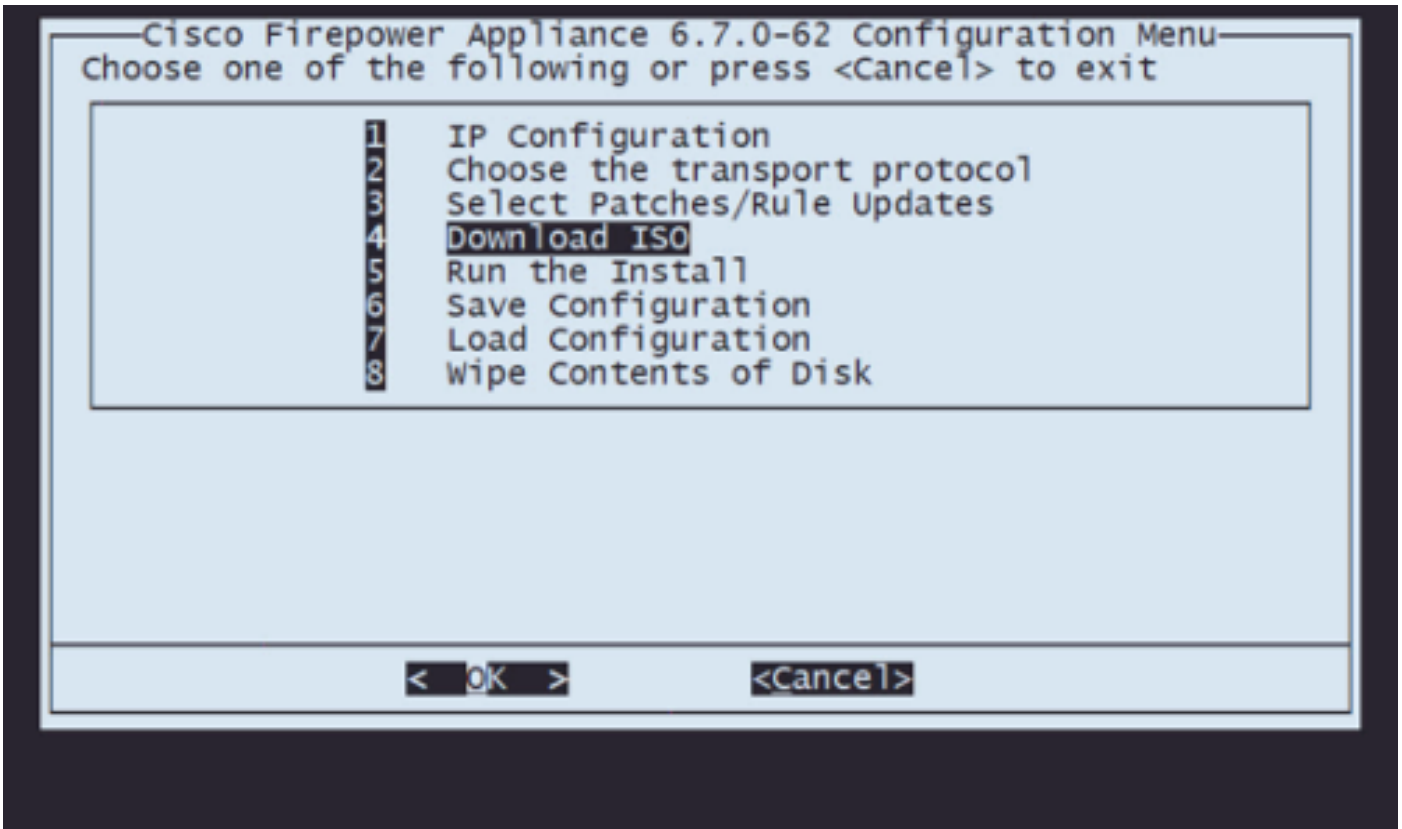 Cisco Firepower Appliance 6.7.0-62 Configuration Menu
Choose one of the following or press <Cancel> to exit
1 IP Configuration
2 Choose the transport protocol
3 Select Patches/Rule Updates
4 Download ISO
5 Run the Install
6 Save Configuration
7 Load Configuration
8 Wipe Contents of Disk
< OK > <Cancel>